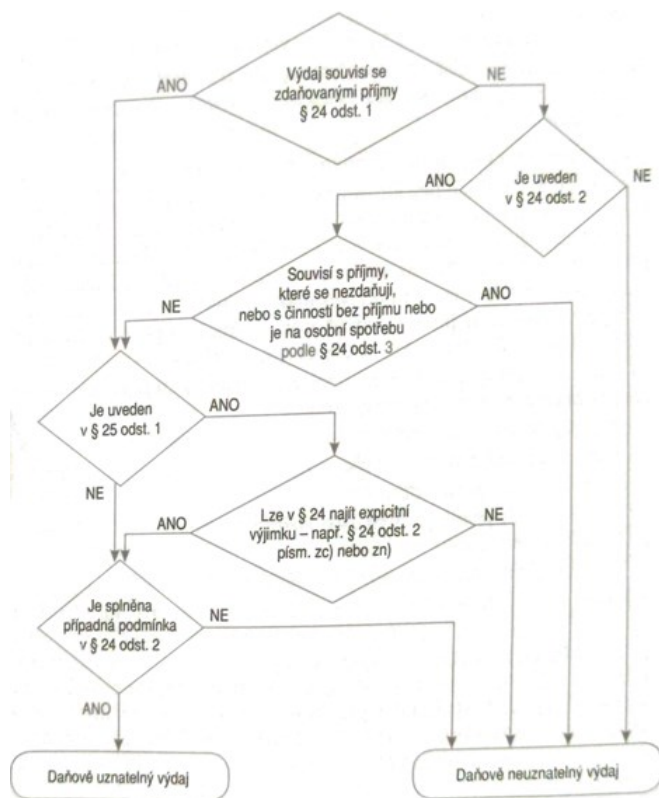 Výdaj souvisí se
zdaňovanými příjmy
§ 24 odst. 1
ANO
NE
Je uveden
v § 24 odst. 2
ANO
NE
Souvisí s příjmy,
které se nezdaňují,
nebo s činností bez příjmu nebo
je na osobní spotřebu
podle § 24 odst. 3
NE
ANO
Je uveden
v § 25 odst. 1
ANO
NE
Lze v § 24 najít expicitní
výjimku – např. § 24 odst. 2
písm. zc) nebo zn)
ANO
NE
Je splněna
případná podmínka
v § 24 odst. 2
NE
ANO
Daňově uznatelný výdaj
Daňově neuznatelný výdaj